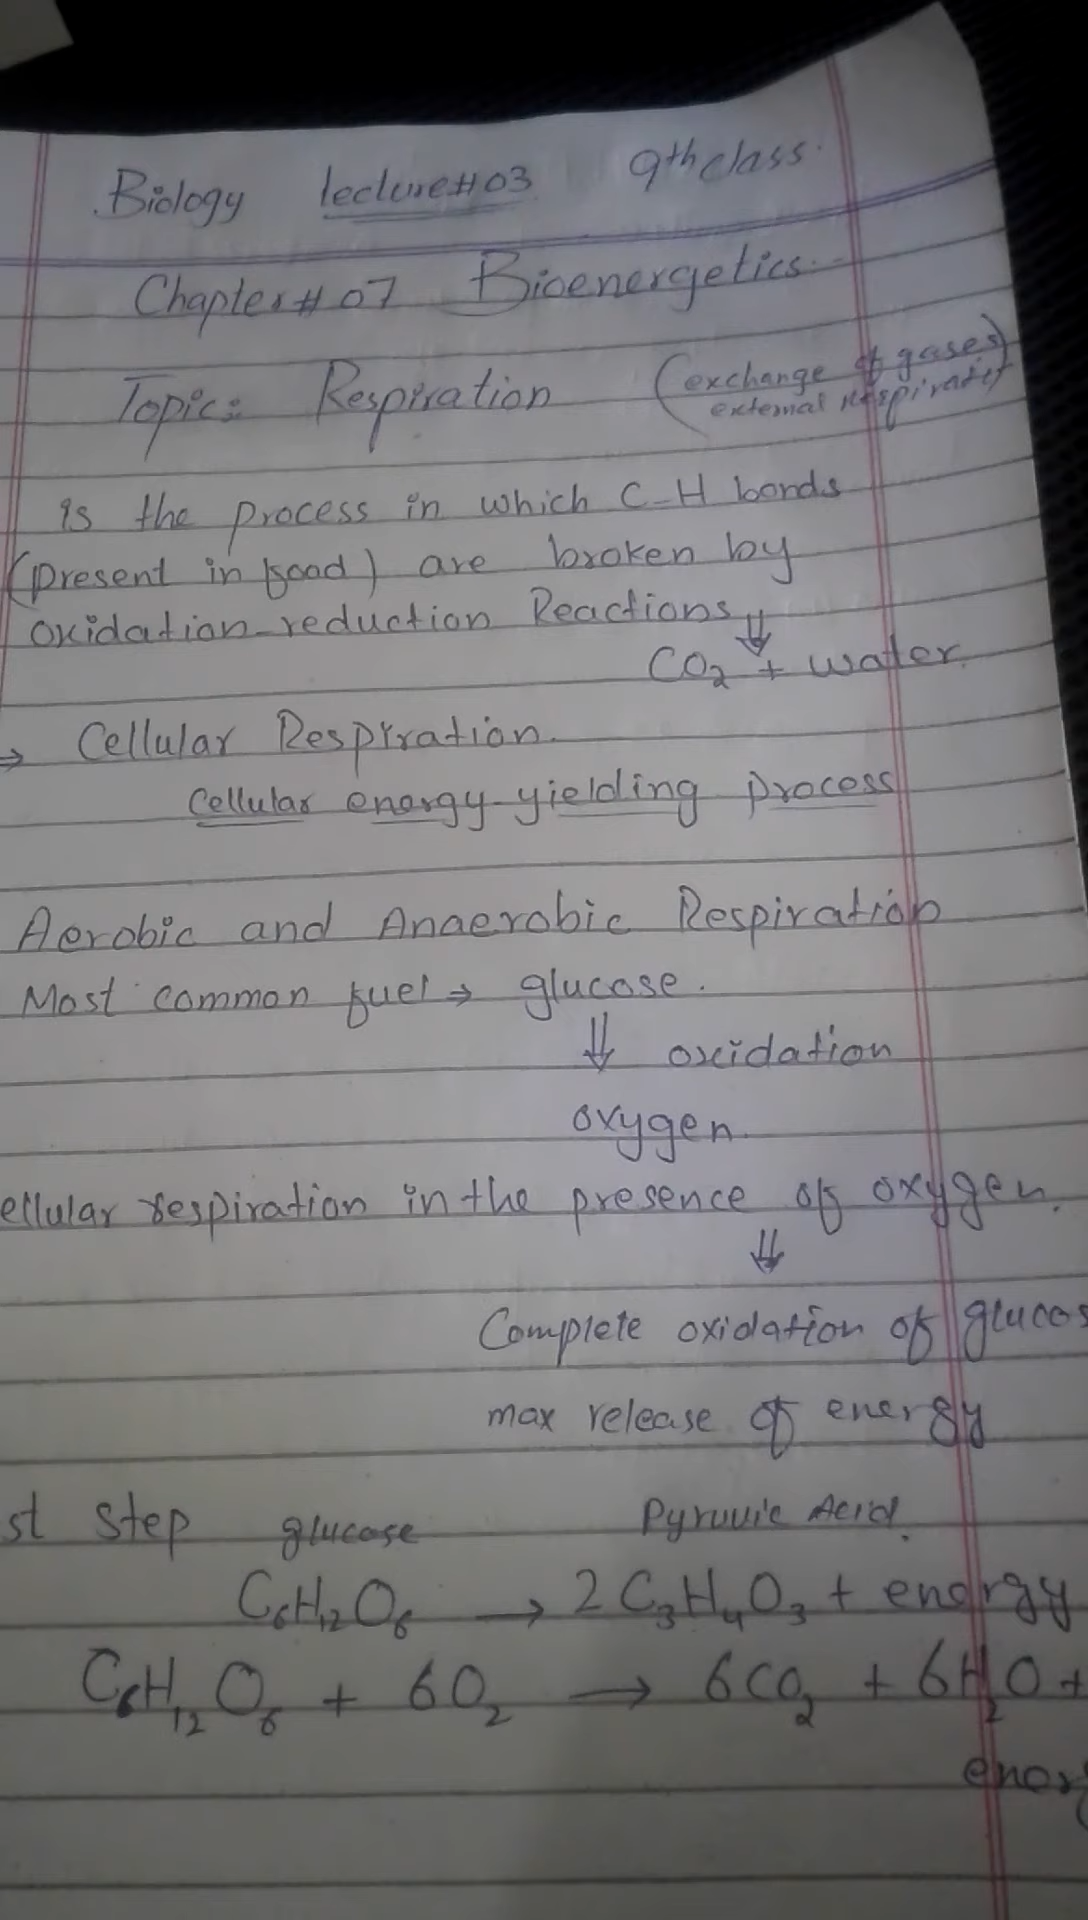 Biology lecture#03 9th class.
Chapter# 07 Bioenergetics.
Topic: Respiration (exchange of gases)
external respiration
is the process in which C-H bonds
(present in food) are broken by
oxidation-reduction Reactions
⇓
CO₂ + water.
→ Cellular Respiration.
Cellular energy-yielding process
Aerobic and Anaerobic Respiration
Most common fuel → glucose.
⇓ oxidation
oxygen
ellular respiration in the presence of oxygen.
⇓
Complete oxidation of glucos
max release of energy
st step glucose Pyruvic Acid.
C₆H₁₂O₆ → 2C₃H₄O₃ + energy
C₆H₁₂O₆ + 6O₂ → 6CO₂ + 6H₂O +
ener